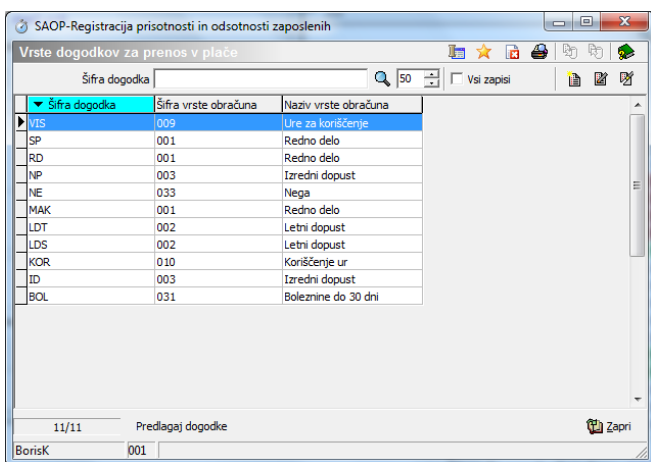 SAOP-Registracija prisotnosti in odsotnosti zaposlenih
Vrste dogodkov za prenos v plače
Šifra dogodka 50 Vsi zapisi
Šifra dogodka Šifra vrste obračuna Naziv vrste obračuna
VIS 009 Ure za koriščenje
SP 001 Redno delo
RD 001 Redno delo
NP 003 Izredni dopust
NE 033 Nega
MAK 001 Redno delo
LDT 002 Letni dopust
LDS 002 Letni dopust
KOR 010 Koriščenje ur
ID 003 Izredni dopust
BOL 031 Boleznine do 30 dni
11/11 Predlagaj dogodke Zapri
BorisK 001